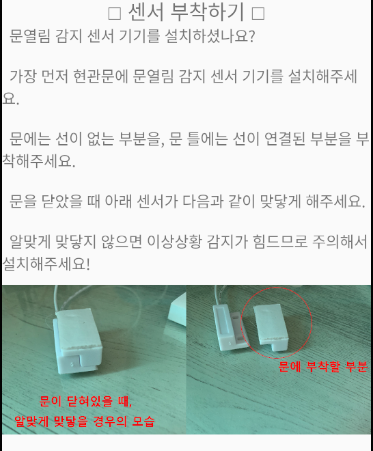 □ 센서 부착하기 □
문열림 감지 센서 기기를 설치하셨나요?
가장 먼저 현관문에 문열림 감지 센서 기기를 설치해주세
요.
문에는 선이 없는 부분을, 문 틀에는 선이 연결된 부분을 부
착해주세요.
문을 닫았을 때 아래 센서가 다음과 같이 맞닿게 해주세요.
알맞게 맞닿지 않으면 이상상황 감지가 힘드므로 주의해서
설치해주세요!
문에 부착할 부분
문이 닫혀있을 때,
알맞게 맞닿을 경우의 모습